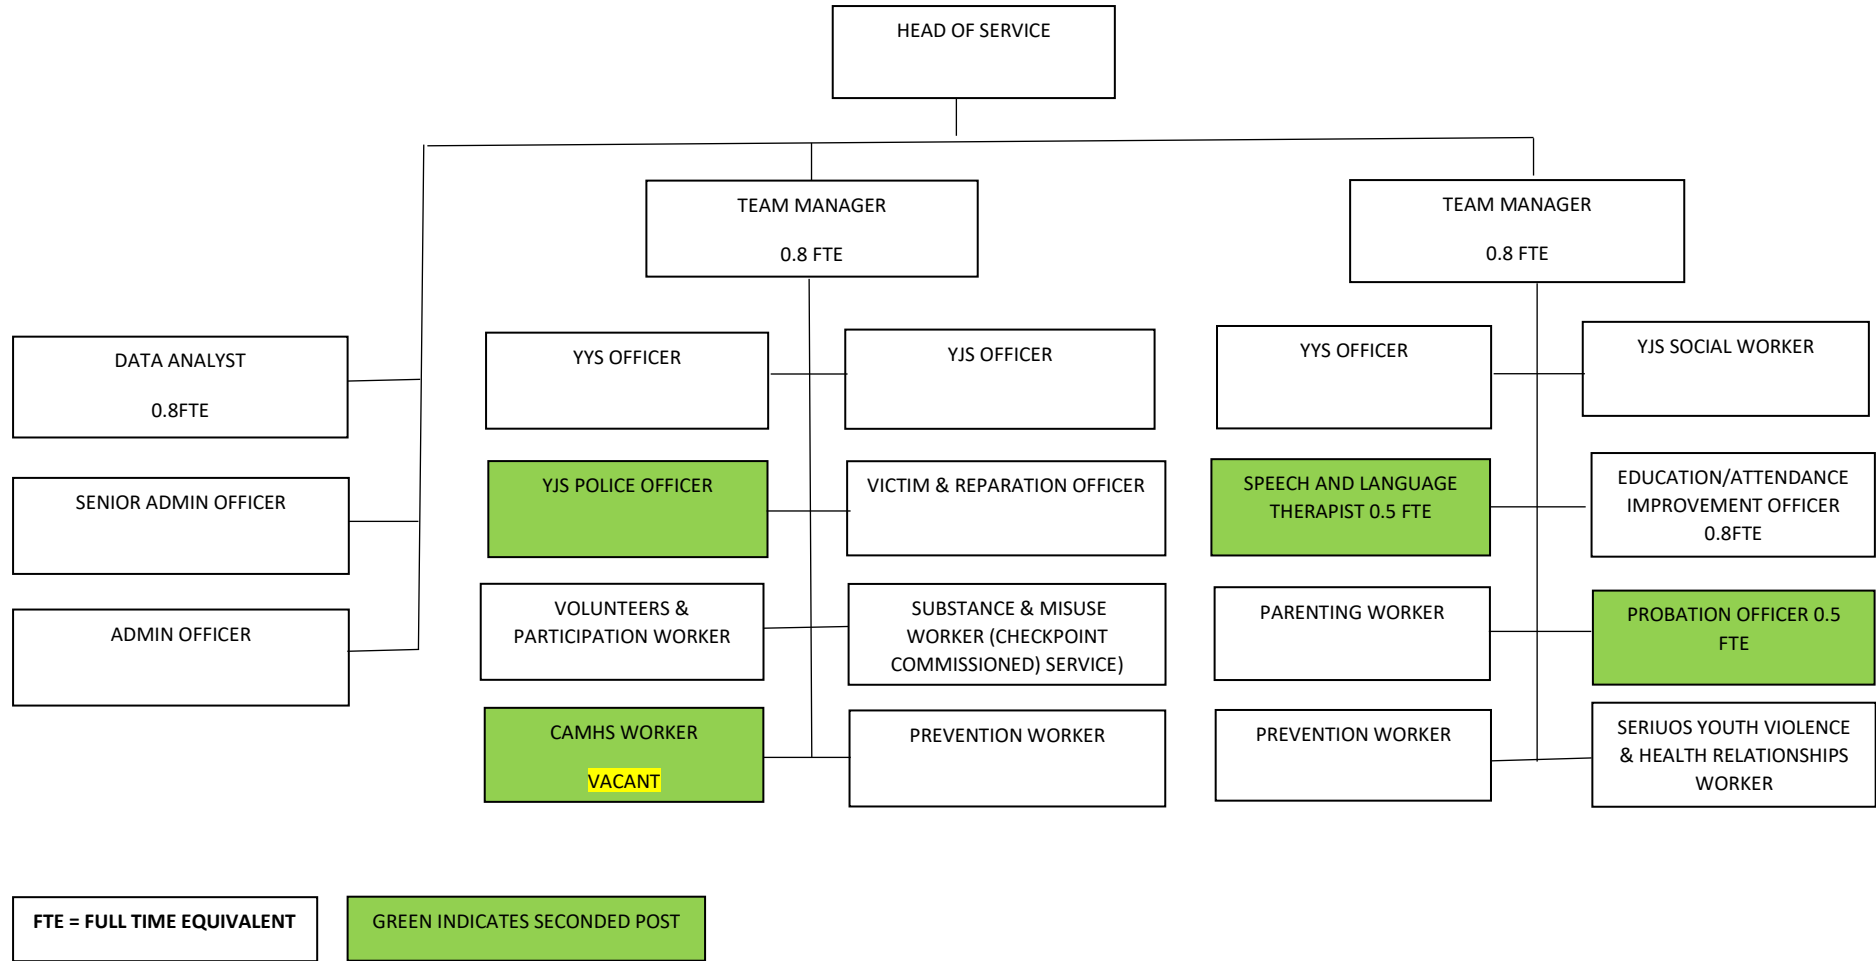 HEAD OF SERVICE
TEAM MANAGER
0.8 FTE
TEAM MANAGER
0.8 FTE
DATA ANALYST
0.8FTE
SENIOR ADMIN OFFICER
ADMIN OFFICER
YYS OFFICER
YJS OFFICER
YJS POLICE OFFICER
VICTIM & REPARATION OFFICER
VOLUNTEERS &
PARTICIPATION WORKER
SUBSTANCE & MISUSE
WORKER (CHECKPOINT
COMMISSIONED) SERVICE)
CAMHS WORKER
VACANT
PREVENTION WORKER
YYS OFFICER
YJS SOCIAL WORKER
SPEECH AND LANGUAGE
THERAPIST 0.5 FTE
EDUCATION/ATTENDANCE
IMPROVEMENT OFFICER
0.8FTE
PARENTING WORKER
PROBATION OFFICER 0.5
FTE
PREVENTION WORKER
SERIUOS YOUTH VIOLENCE
& HEALTH RELATIONSHIPS
WORKER
FTE = FULL TIME EQUIVALENT
GREEN INDICATES SECONDED POST